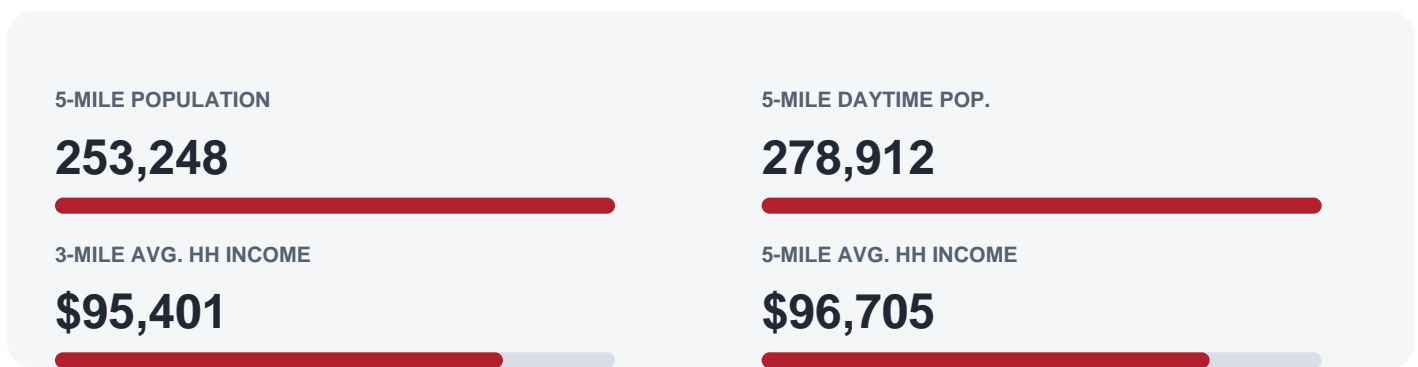 5-MILE POPULATION
253,248
5-MILE DAYTIME POP.
278,912
3-MILE AVG. HH INCOME
$95,401
5-MILE AVG. HH INCOME
$96,705